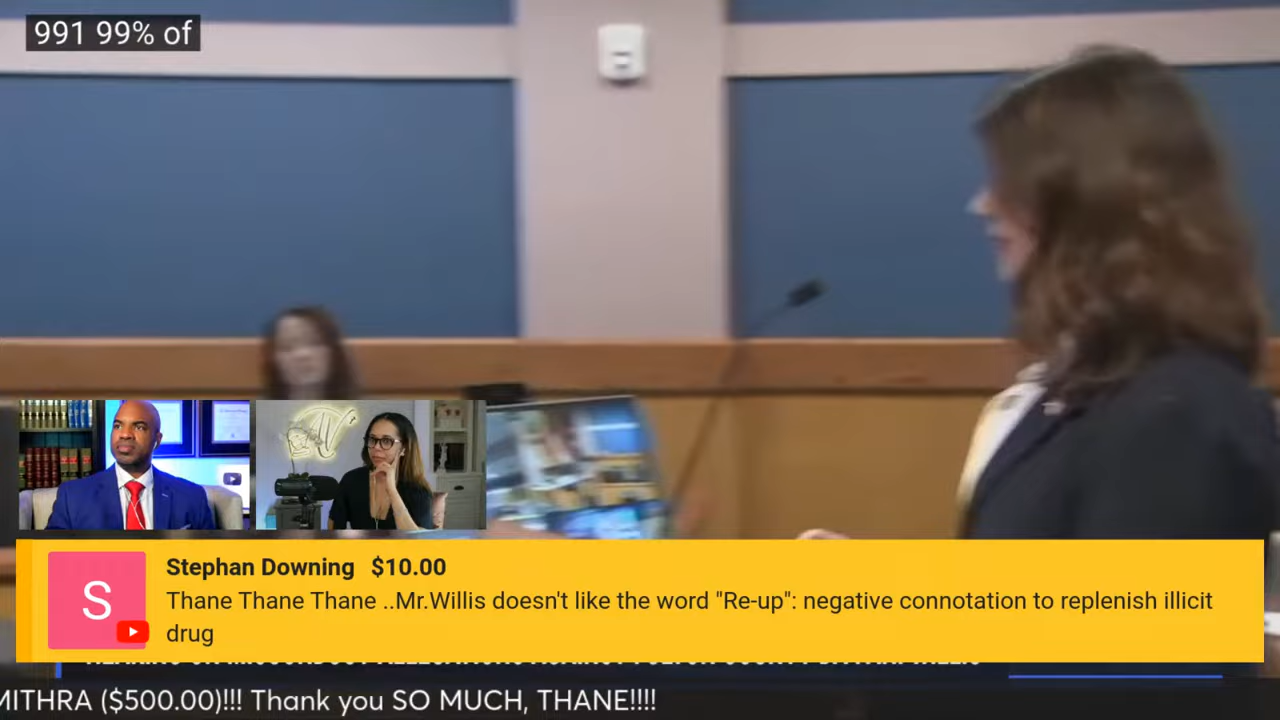 991 99% of
S
Stephan Downing $10.00
Thane Thane Thane ..Mr.Willis doesn't like the word "Re-up": negative connotation to replenish illicit
drug
MITHRA ($500.00)!!! Thank you SO MUCH, THANE!!!!